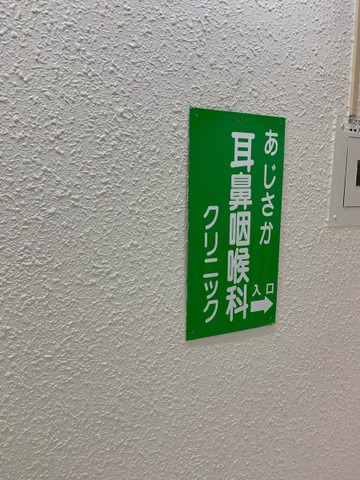 あじさか
耳鼻咽喉科
クリニック
入口
→